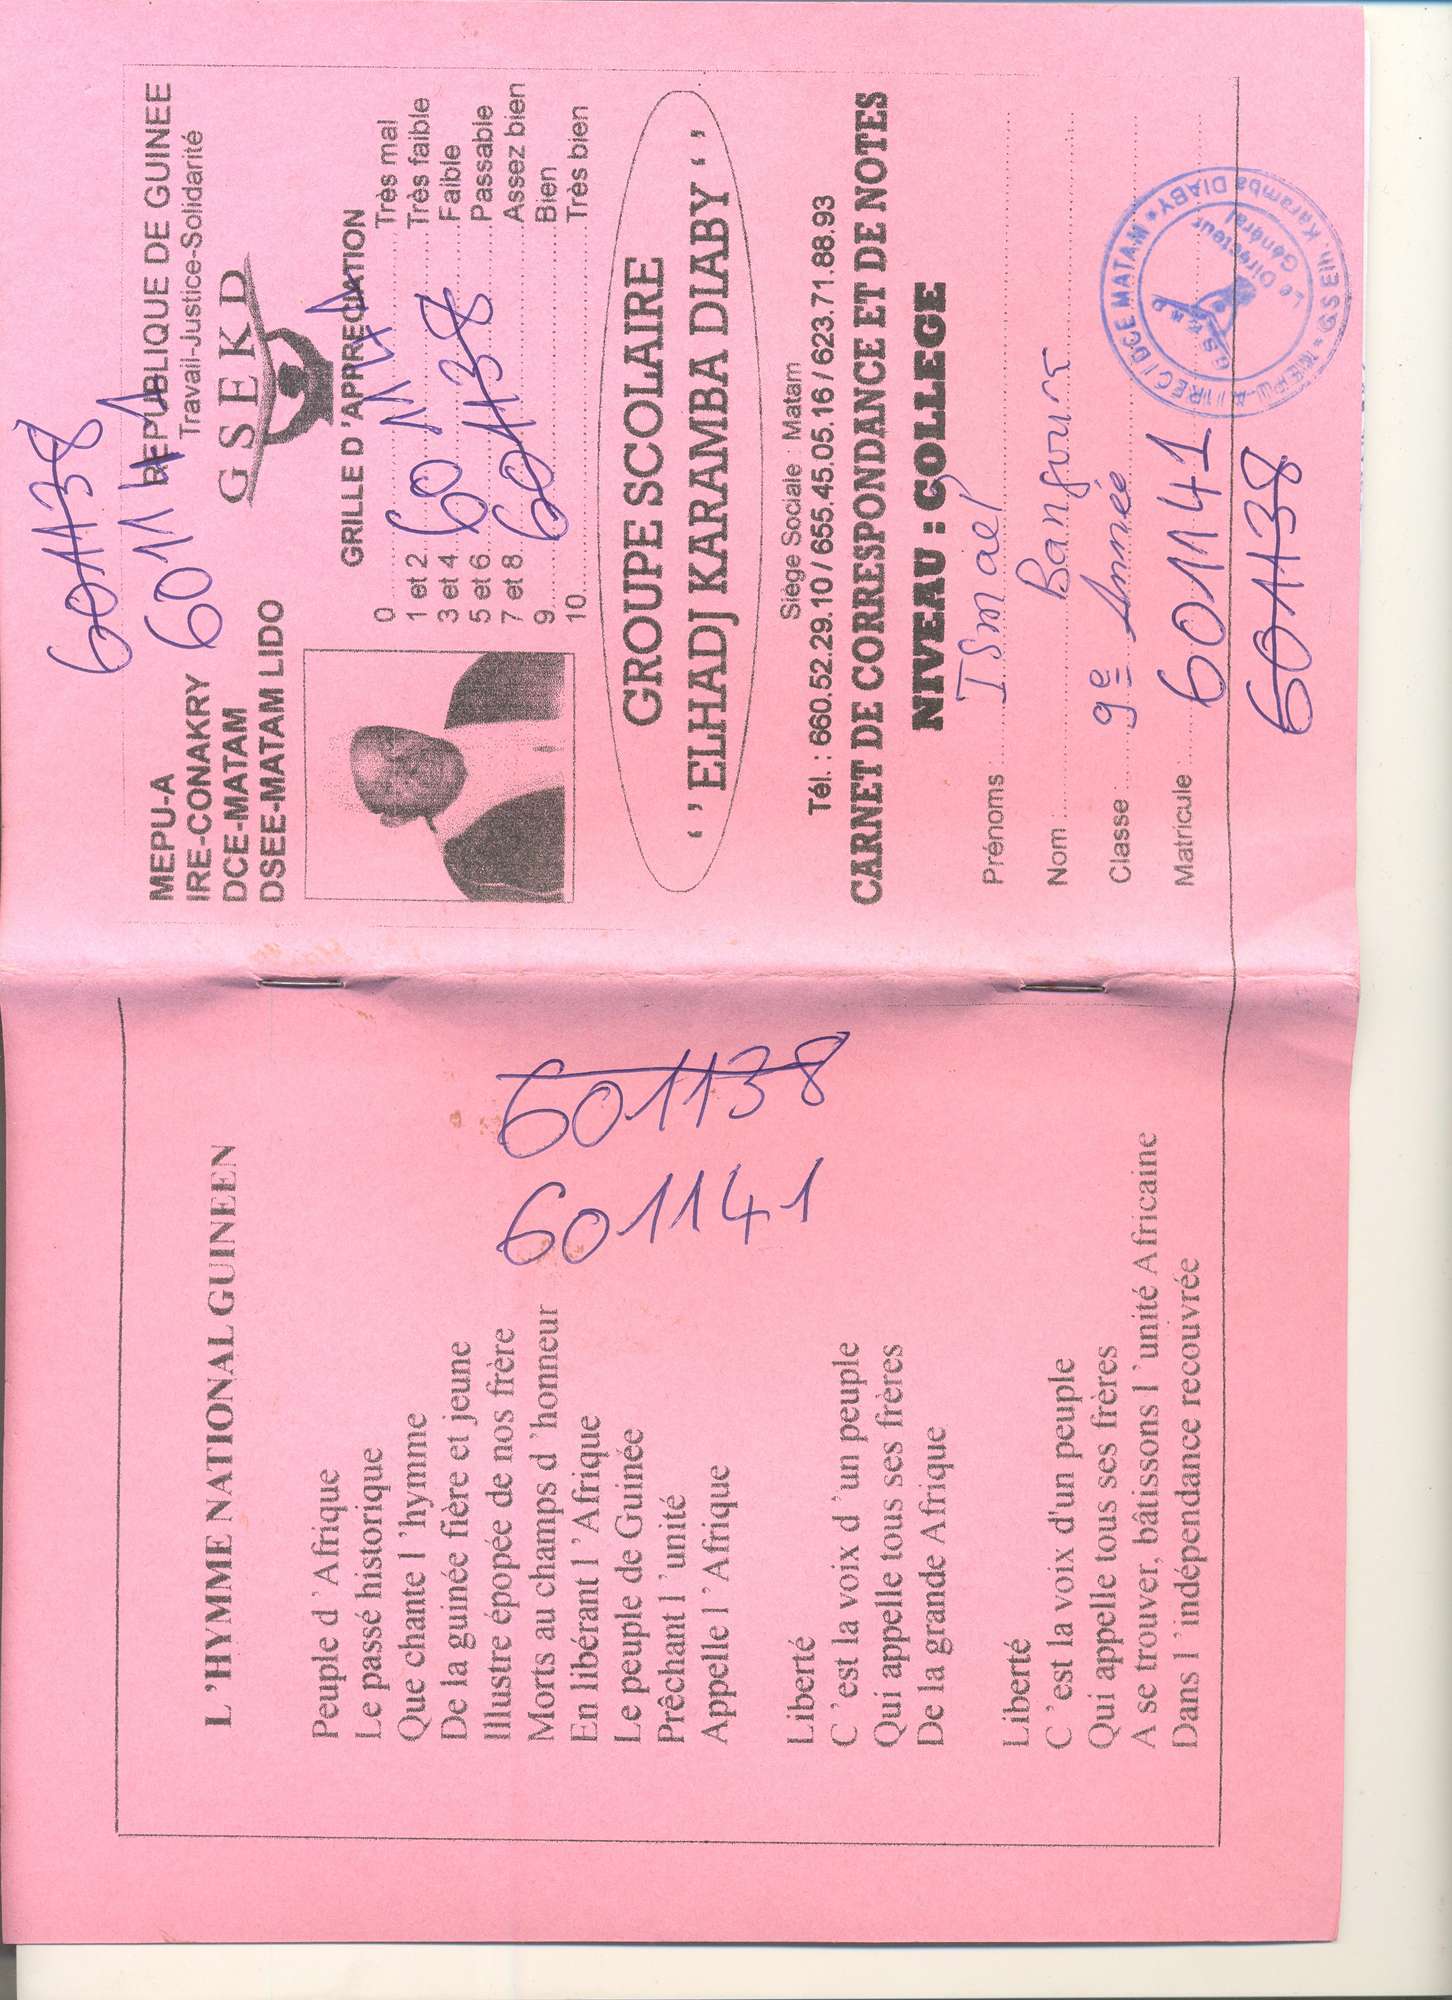 L 'HYMME NATIONAL GUINEEN
Peuple d ' Afrique
Le passé historique
Que chante l 'hymme
De la guinée fière et jeune
Illustre épopée de nos frère
Morts au champs d 'honneur
En libérant l ' Afrique
Le peuple de Guinée
Prêchant l 'unité
Appelle l ' Afrique
Liberté
C 'est la voix d 'un peuple
Qui appelle tous ses frères
De la grande Afrique
Liberté
C 'est la voix d'un peuple
Qui appelle tous ses frères
A se trouver, bâtissons l 'unité Africaine
Dans l 'indépendance recouvrée
601138
601141
601138
601141
MEPU-A
IRE-CONAKRY
DCE-MATAM
DSEE-MATAM LIDO
REPUBLIQUE DE GUINEE
Travail-Justice-Solidarité
GSEKD
GRILLE D 'APPRECIATION
0 Très mal
1 et 2 Très faible
3 et 4 Faible
5 et 6 Passable
7 et 8 Assez bien
9 Bien
10 Très bien
601141
601138
GROUPE SCOLAIRE
‘ ’ ELHADJ KARAMBA DIABY ‘ ’
Siège Sociale : Matam
Tél. : 660.52.29.10 / 655.45.05.16 / 623.71.88.93
CARNET DE CORRESPONDANCE ET DE NOTES
NIVEAU : COLLEGE
Prénoms Ismael
Nom : Bangoura
Classe : 9e Année
Matricule : 601141
601138
MEPU-A / IREC / DCE MATAM * GS Elh. Karamba DIABY *
Le Directeur
Général